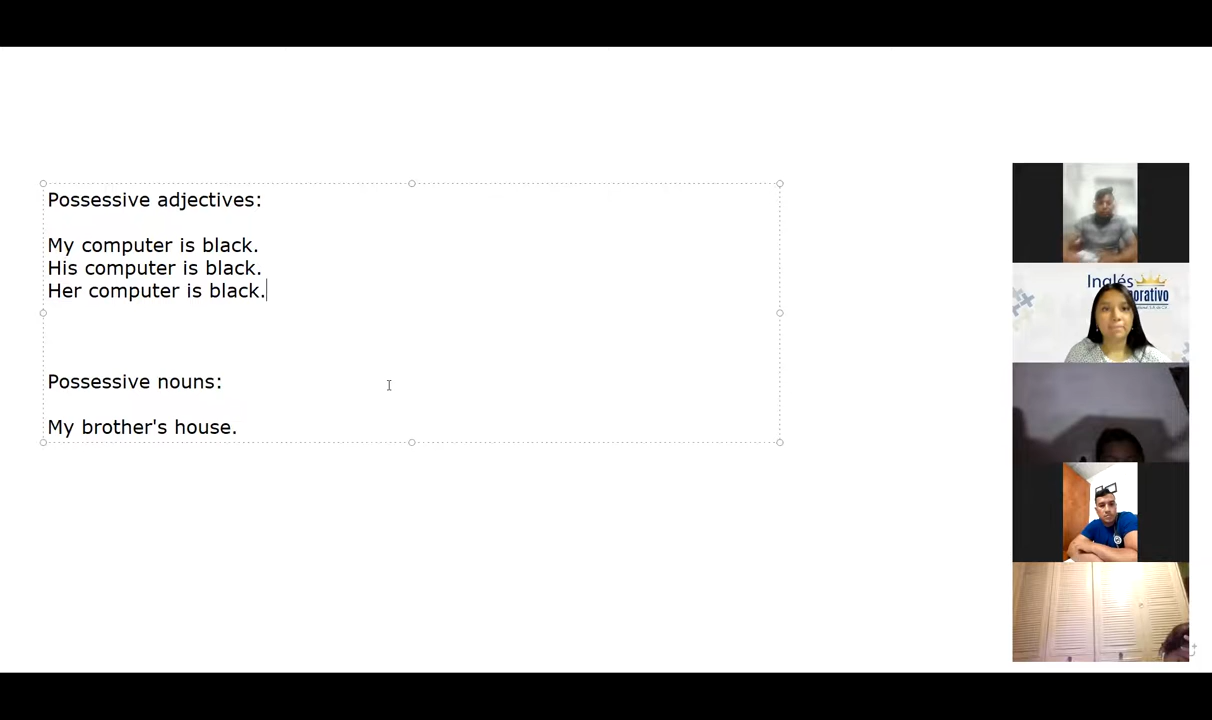 Possessive adjectives:
My computer is black.
His computer is black.
Her computer is black.
Possessive nouns:
My brother's house.
Inglés
orativo